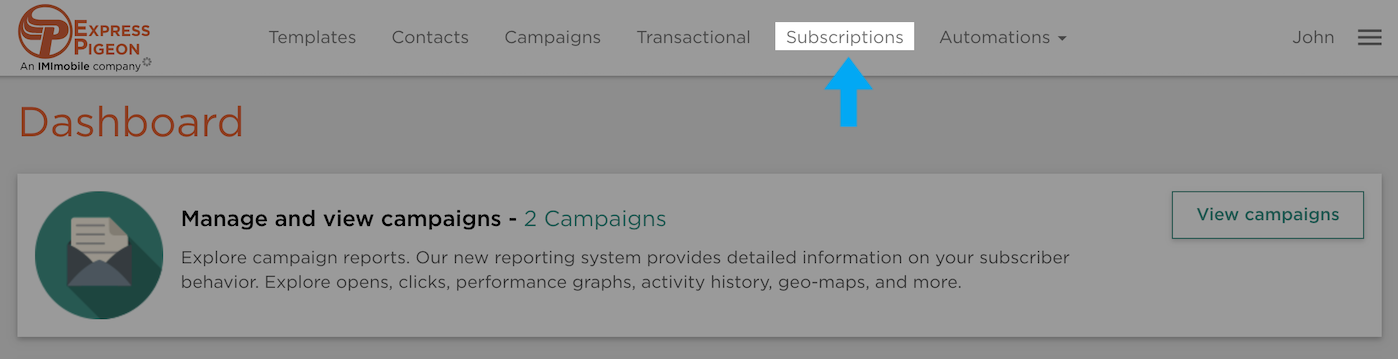 EXPRESS
PIGEON
An IMImobile company
Templates Contacts Campaigns Transactional Subscriptions Automations John
Dashboard
Manage and view campaigns - 2 Campaigns
View campaigns
Explore campaign reports. Our new reporting system provides detailed information on your subscriber
behavior. Explore opens, clicks, performance graphs, activity history, geo-maps, and more.